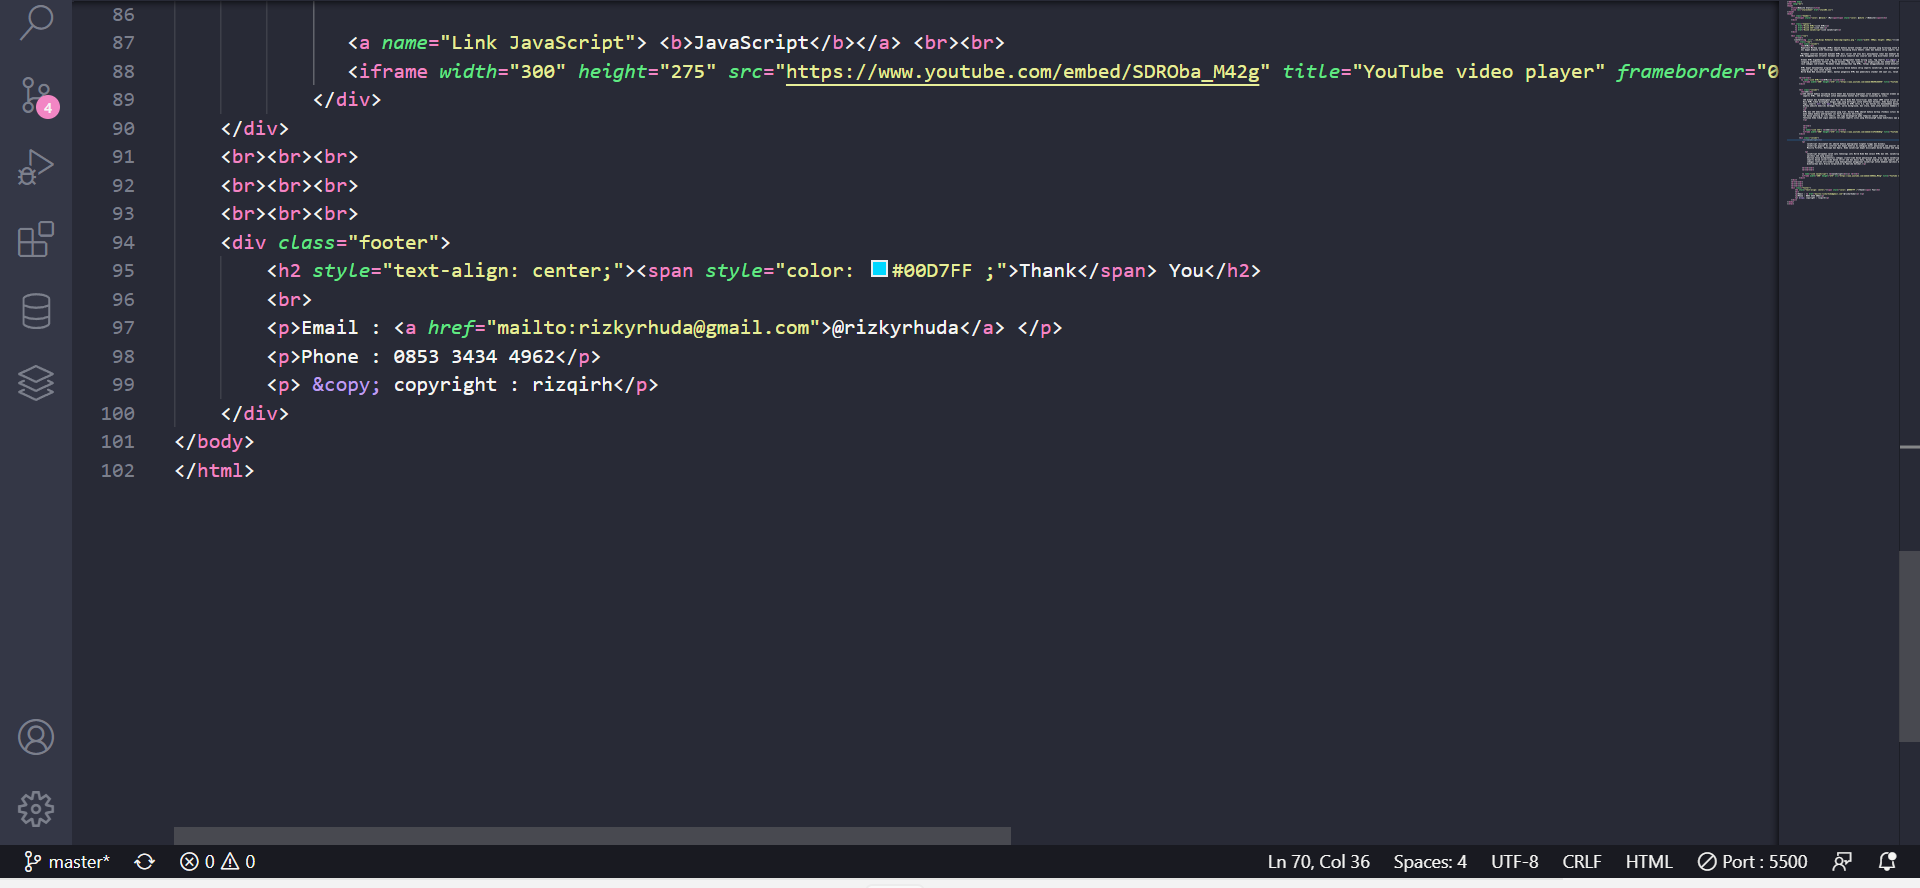 86
87 <a name="Link JavaScript"> <b>JavaScript</b></a> <br><br>
88 <iframe width="300" height="275" src="https://www.youtube.com/embed/SDROba_M42g" title="YouTube video player" frameborder="0
89 </div>
90 </div>
91 <br><br><br>
92 <br><br><br>
93 <br><br><br>
94 <div class="footer">
95 <h2 style="text-align: center;"><span style="color: #00D7FF ;">Thank</span> You</h2>
96 <br>
97 <p>Email : <a href="mailto:rizkyrhuda@gmail.com">@rizkyrhuda</a> </p>
98 <p>Phone : 0853 3434 4962</p>
99 <p> &copy; copyright : rizqirh</p>
100 </div>
101 </body>
102 </html>
4
master* 0 0 Ln 70, Col 36 Spaces: 4 UTF-8 CRLF HTML Port : 5500